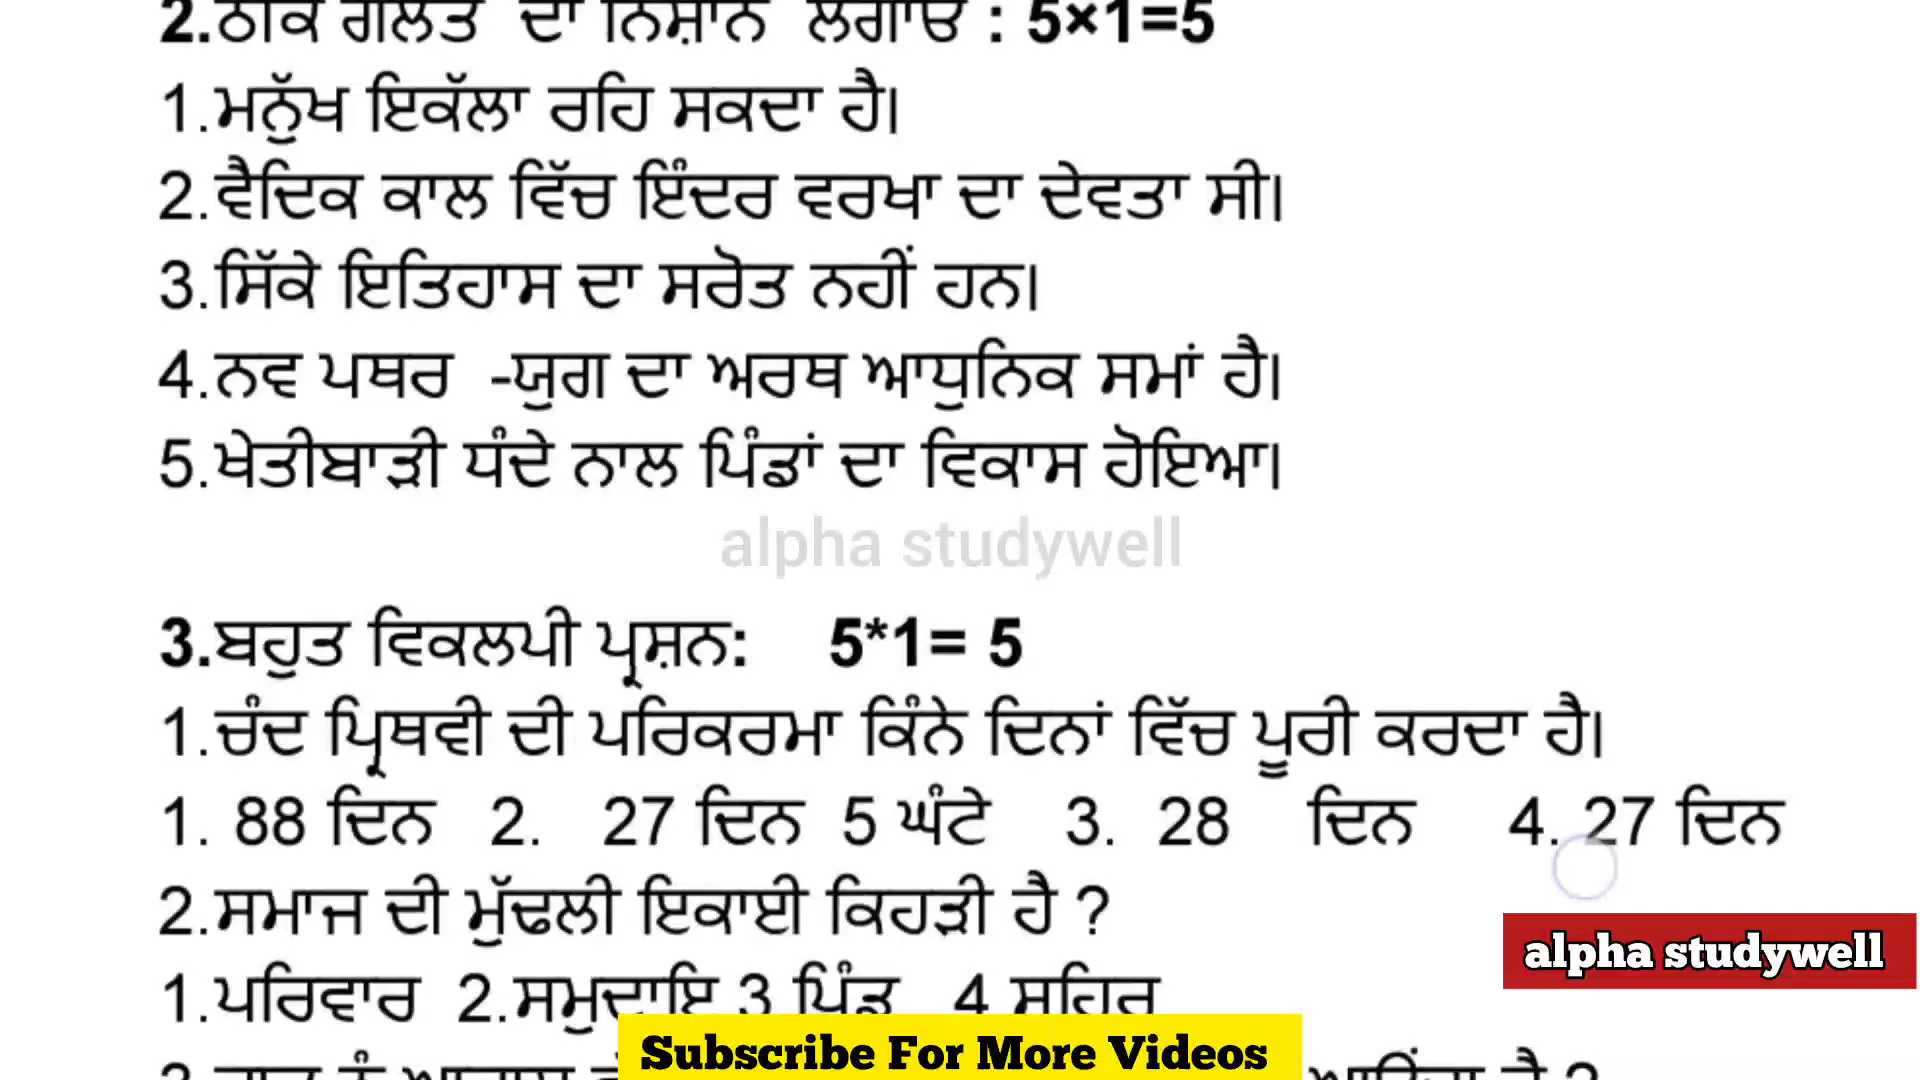 2.ਠੀਕ ਗਲਤ ਦਾ ਨਿਸ਼ਾਨ ਲਗਾਓ : 5×1=5
1.ਮਨੁੱਖ ਇਕੱਲਾ ਰਹਿ ਸਕਦਾ ਹੈ।
2.ਵੈਦਿਕ ਕਾਲ ਵਿੱਚ ਇੰਦਰ ਵਰਖਾ ਦਾ ਦੇਵਤਾ ਸੀ।
3.ਸਿੱਕੇ ਇਤਿਹਾਸ ਦਾ ਸਰੋਤ ਨਹੀਂ ਹਨ।
4.ਨਵ ਪਥਰ -ਯੁਗ ਦਾ ਅਰਥ ਆਧੁਨਿਕ ਸਮਾਂ ਹੈ।
5.ਖੇਤੀਬਾੜੀ ਧੰਦੇ ਨਾਲ ਪਿੰਡਾਂ ਦਾ ਵਿਕਾਸ ਹੋਇਆ।
alpha studywell
3.ਬਹੁਤ ਵਿਕਲਪੀ ਪ੍ਰਸ਼ਨ: 5*1= 5
1.ਚੰਦ ਪ੍ਰਿਥਵੀ ਦੀ ਪਰਿਕਰਮਾ ਕਿੰਨੇ ਦਿਨਾਂ ਵਿੱਚ ਪੂਰੀ ਕਰਦਾ ਹੈ।
1. 88 ਦਿਨ 2. 27 ਦਿਨ 5 ਘੰਟੇ 3. 28 ਦਿਨ 4. 27 ਦਿਨ
2.ਸਮਾਜ ਦੀ ਮੁੱਢਲੀ ਇਕਾਈ ਕਿਹੜੀ ਹੈ ?
alpha studywell
1.ਪਰਿਵਾਰ 2.ਸਮੁਦਾਇ 3 ਪਿੰਡ 4 ਸ਼ਹਿਰ
Subscribe For More Videos